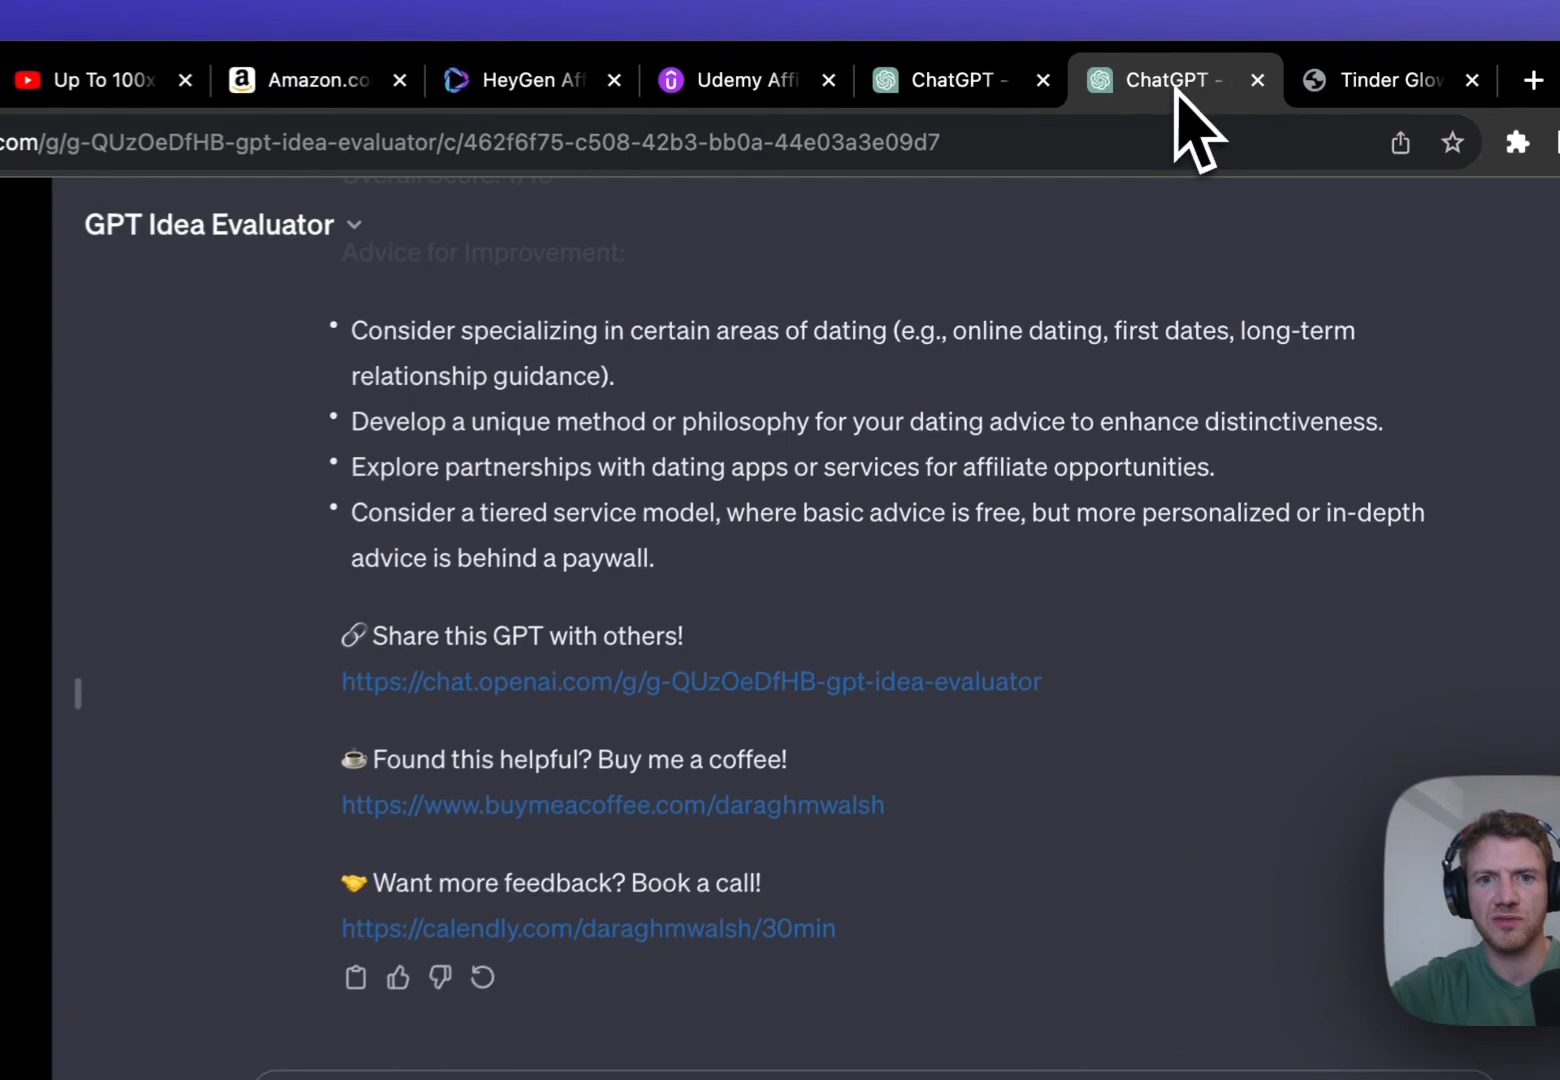 Up To 100x
Amazon.co
HeyGen Aff
Udemy Affi
ChatGPT -
ChatGPT -
Tinder Glow
com/g/g-QUzOeDfHB-gpt-idea-evaluator/c/462f6f75-c508-42b3-bb0a-44e03a3e09d7
GPT Idea Evaluator
Advice for Improvement:
• Consider specializing in certain areas of dating (e.g., online dating, first dates, long-term
relationship guidance).
• Develop a unique method or philosophy for your dating advice to enhance distinctiveness.
• Explore partnerships with dating apps or services for affiliate opportunities.
• Consider a tiered service model, where basic advice is free, but more personalized or in-depth
advice is behind a paywall.
🔗 Share this GPT with others!
https://chat.openai.com/g/g-QUzOeDfHB-gpt-idea-evaluator
☕ Found this helpful? Buy me a coffee!
https://www.buymeacoffee.com/daraghmwalsh
🤝 Want more feedback? Book a call!
https://calendly.com/daraghmwalsh/30min